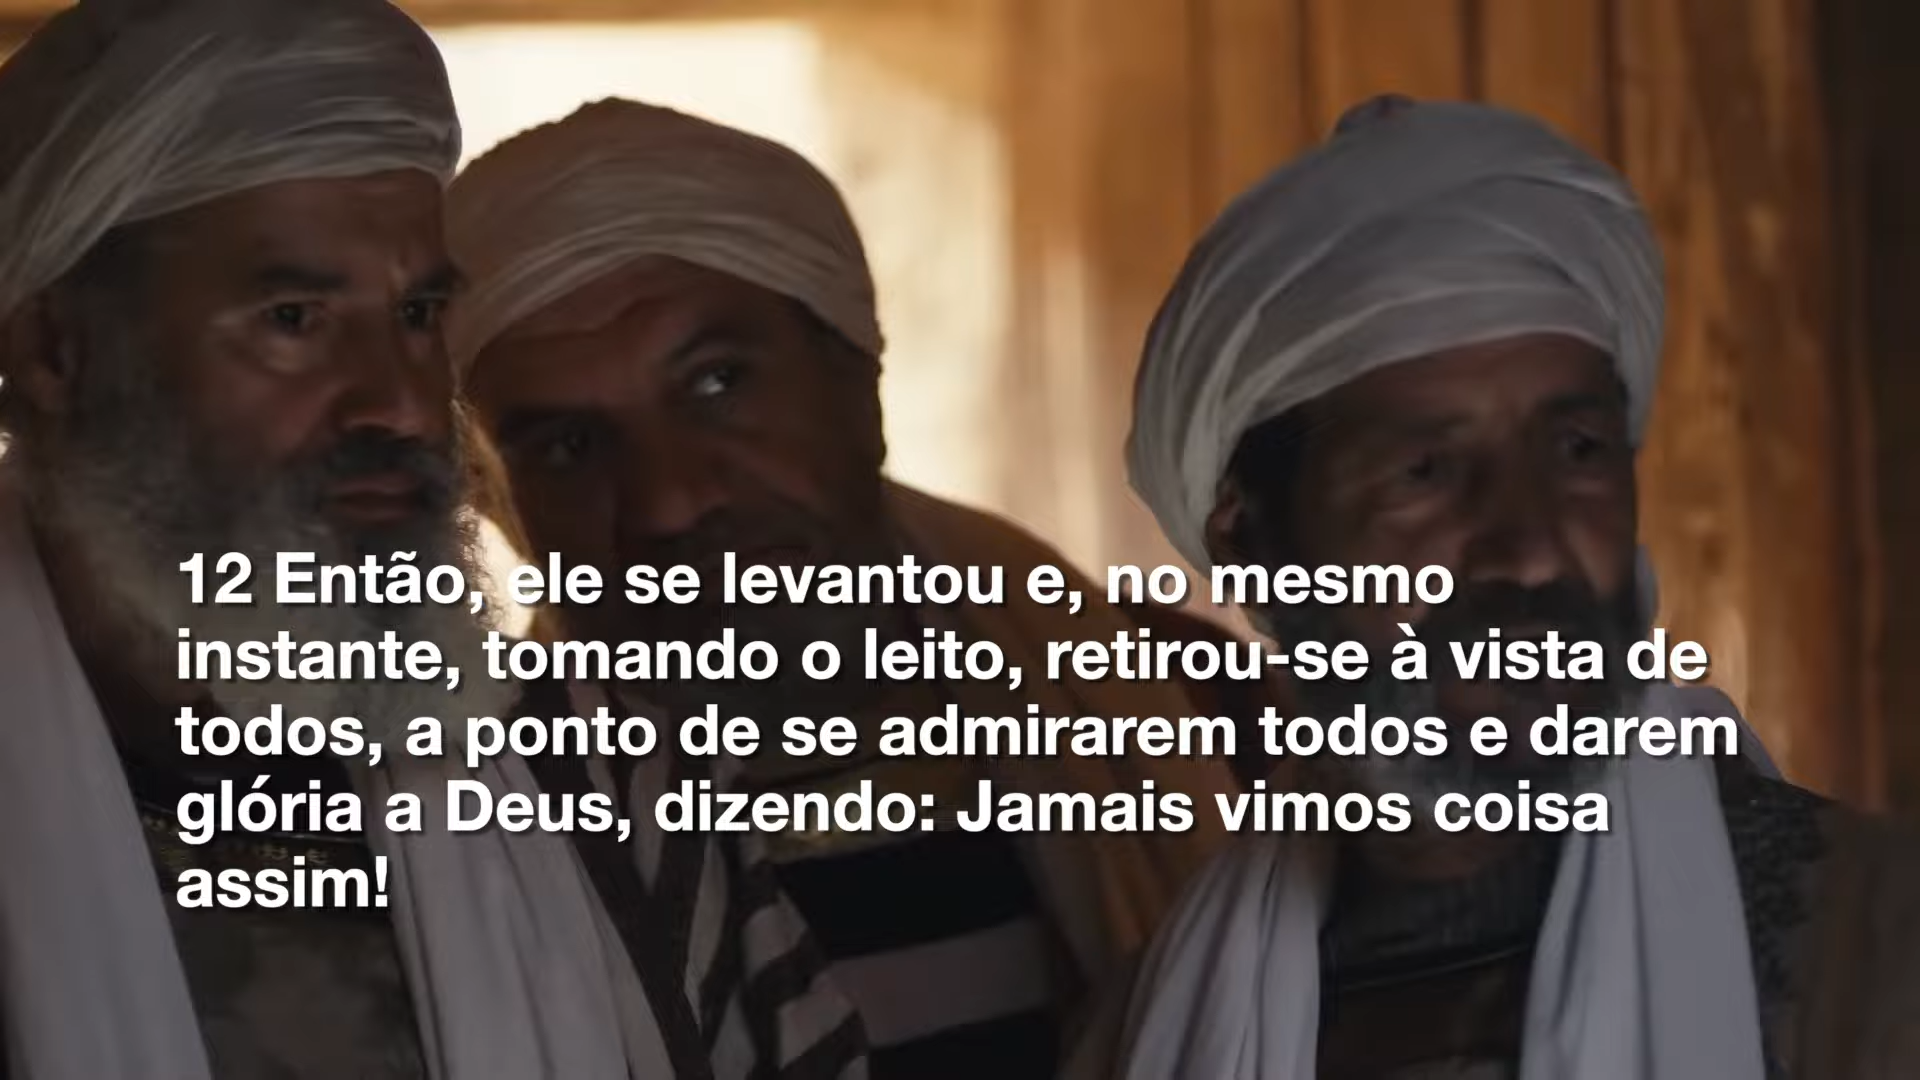 12 Então, ele se levantou e, no mesmo
instante, tomando o leito, retirou-se à vista de
todos, a ponto de se admirarem todos e darem
glória a Deus, dizendo: Jamais vimos coisa
assim!